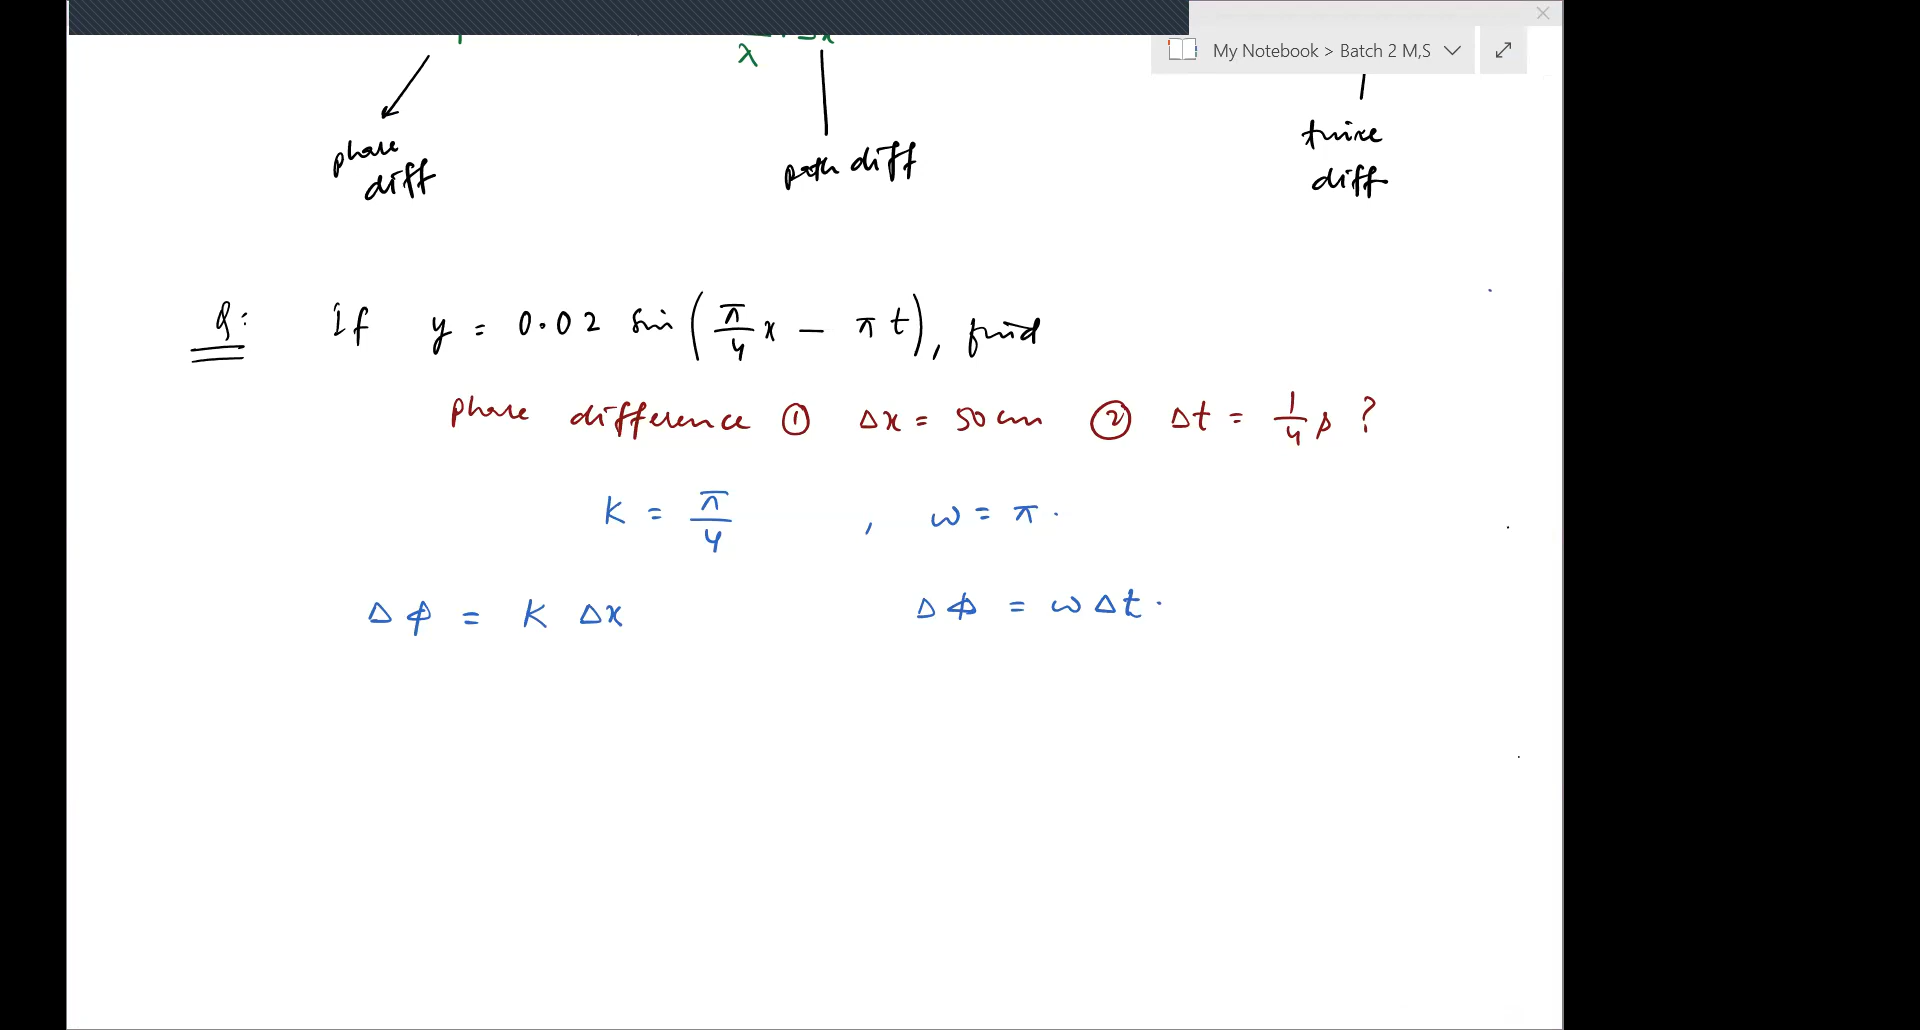 λ
My Notebook > Batch 2 M,S
phase diff
path diff
time diff
Q: If y = 0.02 sin(π/4 x − πt), find
phase difference ① Δx = 50 cm ② Δt = 1/4 s ?
K = π/4 , ω = π.
Δφ = K Δx
Δφ = ω Δt.